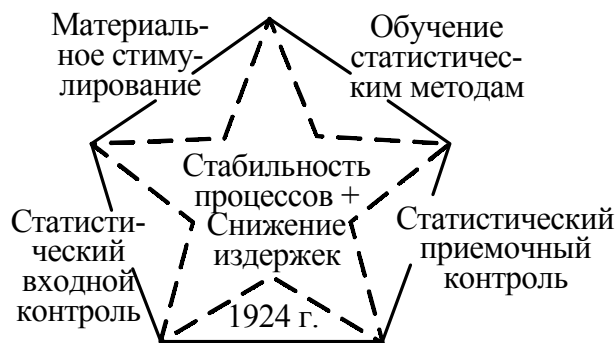 Материаль-
ное стиму-
лирование
Обучение
статистичес-
ким методам
Стабильность
процессов +
Снижение
издержек
Статисти-
ческий
входной
контроль
Статистический
приемочный
контроль
1924 г.